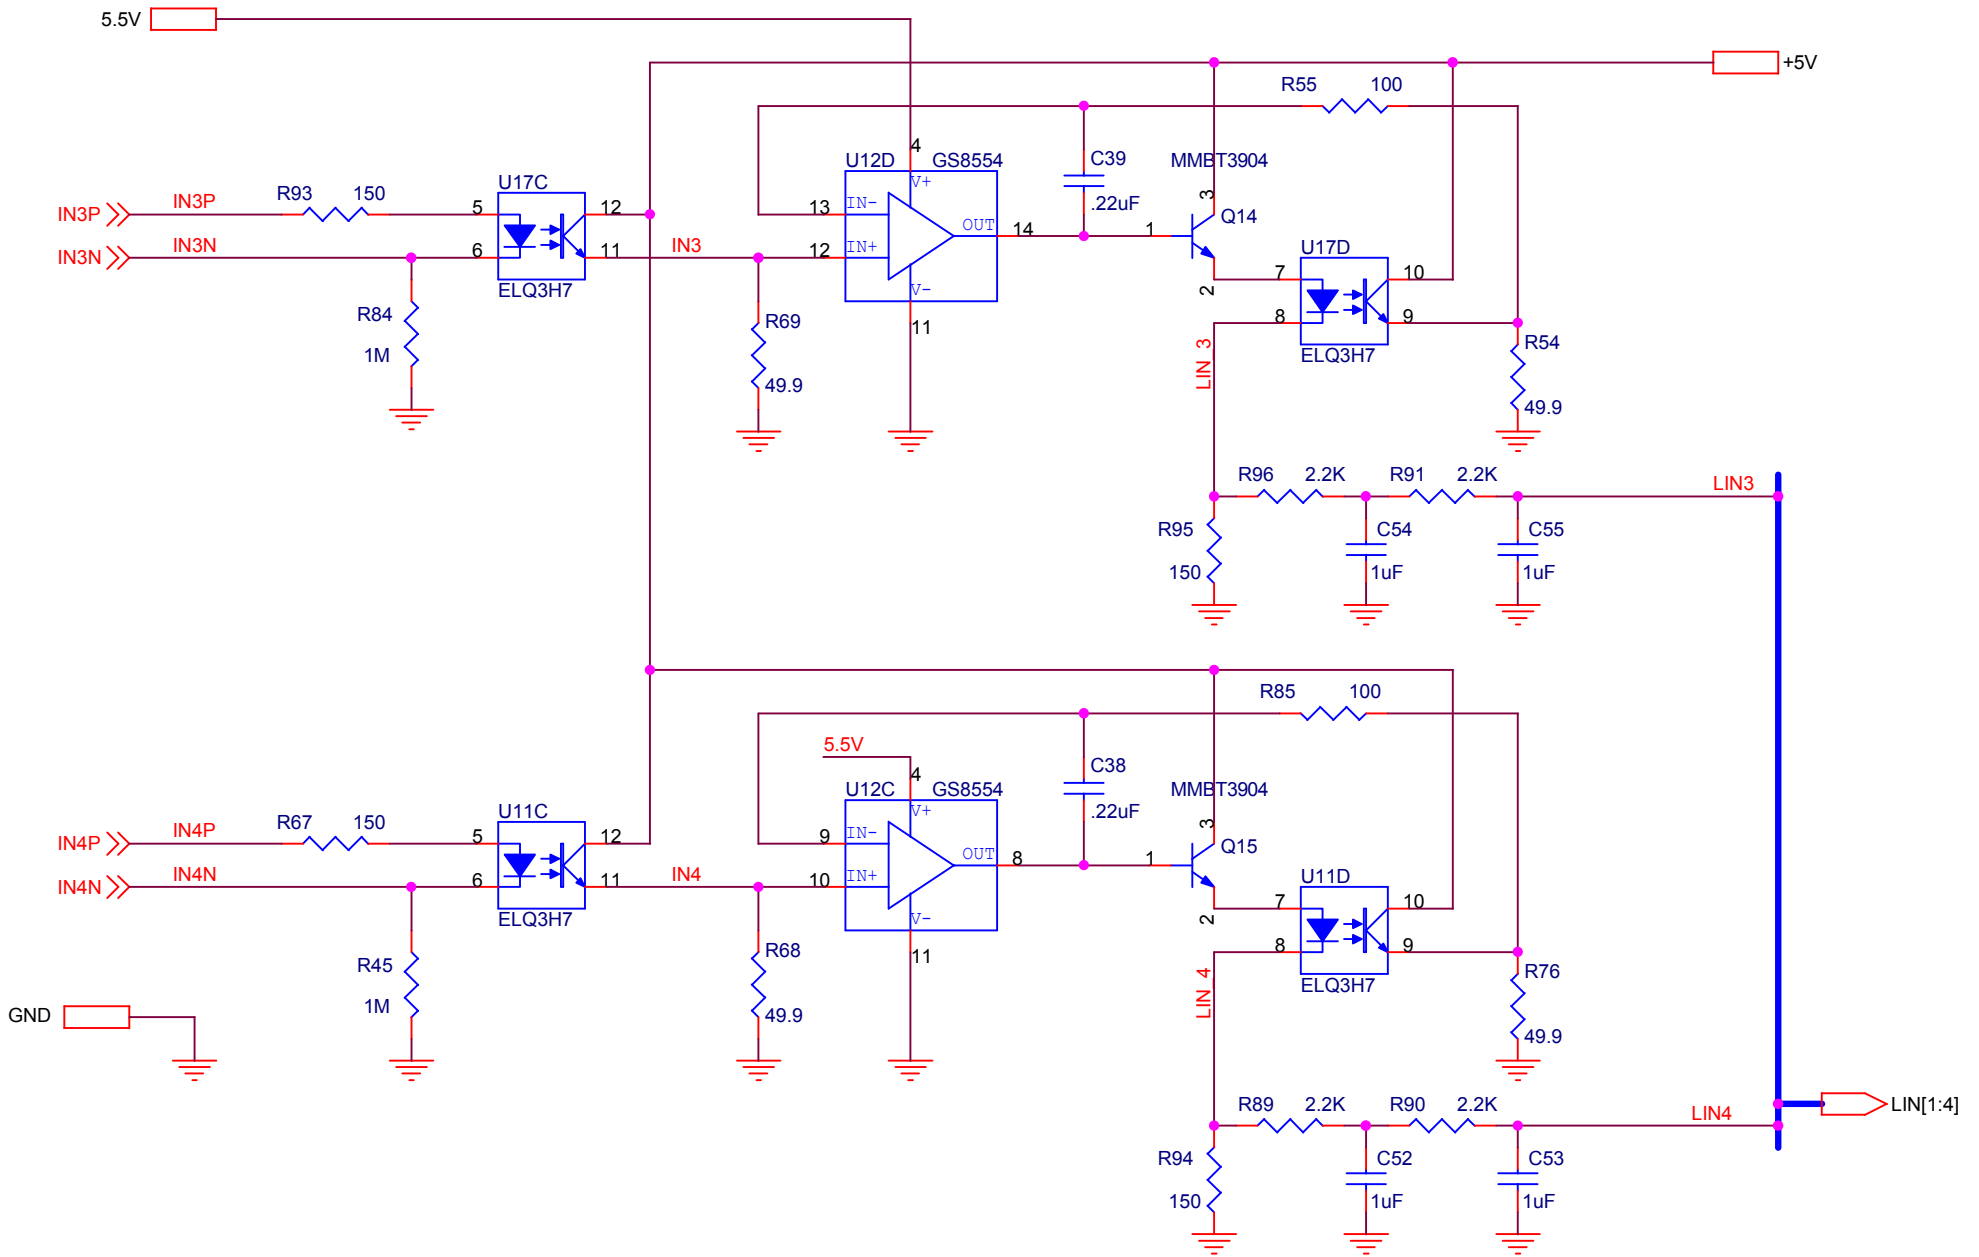 5.5V
+5V
R55 100
4
U12D GS8554
C39
MMBT3904
V+
U17C
R93 150
IN3P
IN3P
5
12
13
IN-
.22uF
3
Q14
OUT
14
1
IN3N
IN3N
6
11
IN3
12
IN+
U17D
7
10
ELQ3H7
V-
2
R84
R69
11
8
9
1M
LIN_3
ELQ3H7
R54
49.9
49.9
R96 2.2K
R91 2.2K
LIN3
R95
C54
C55
150
1uF
1uF
R85 100
5.5V
4
C38
U12C GS8554
MMBT3904
V+
U11C
.22uF
R67 150
IN4P
IN4P
5
12
9
IN-
3
Q15
OUT
8
1
IN4N
IN4N
6
11
IN4
10
IN+
U11D
7
10
ELQ3H7
V-
2
R45
R68
11
8
9
1M
LIN_4
ELQ3H7
R76
GND
49.9
49.9
R89 2.2K
R90 2.2K
LIN4
LIN[1:4]
R94
C52
C53
150
1uF
1uF